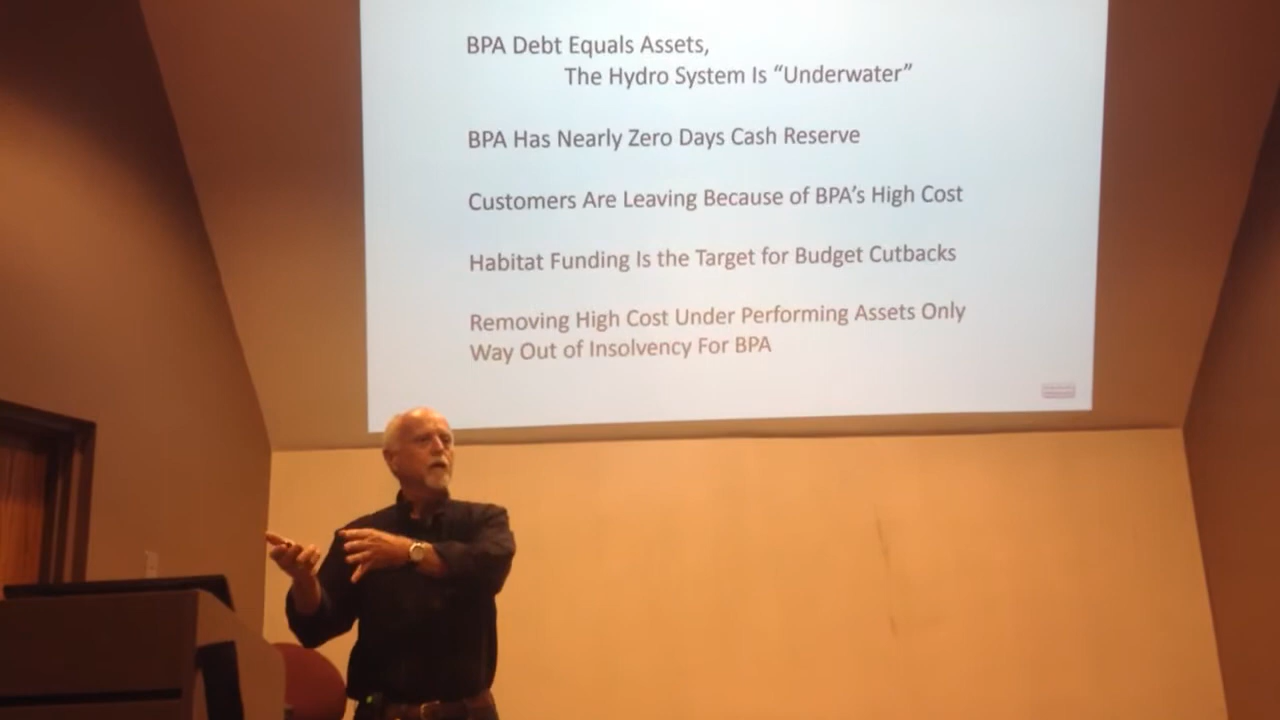 BPA Debt Equals Assets,
The Hydro System Is “Underwater”
BPA Has Nearly Zero Days Cash Reserve
Customers Are Leaving Because of BPA’s High Cost
Habitat Funding Is the Target for Budget Cutbacks
Removing High Cost Under Performing Assets Only
Way Out of Insolvency For BPA